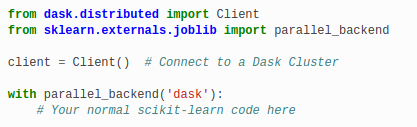 from dask.distributed import Client
from sklearn.externals.joblib import parallel_backend

client = Client()  # Connect to a Dask Cluster

with parallel_backend('dask'):
    # Your normal scikit-learn code here